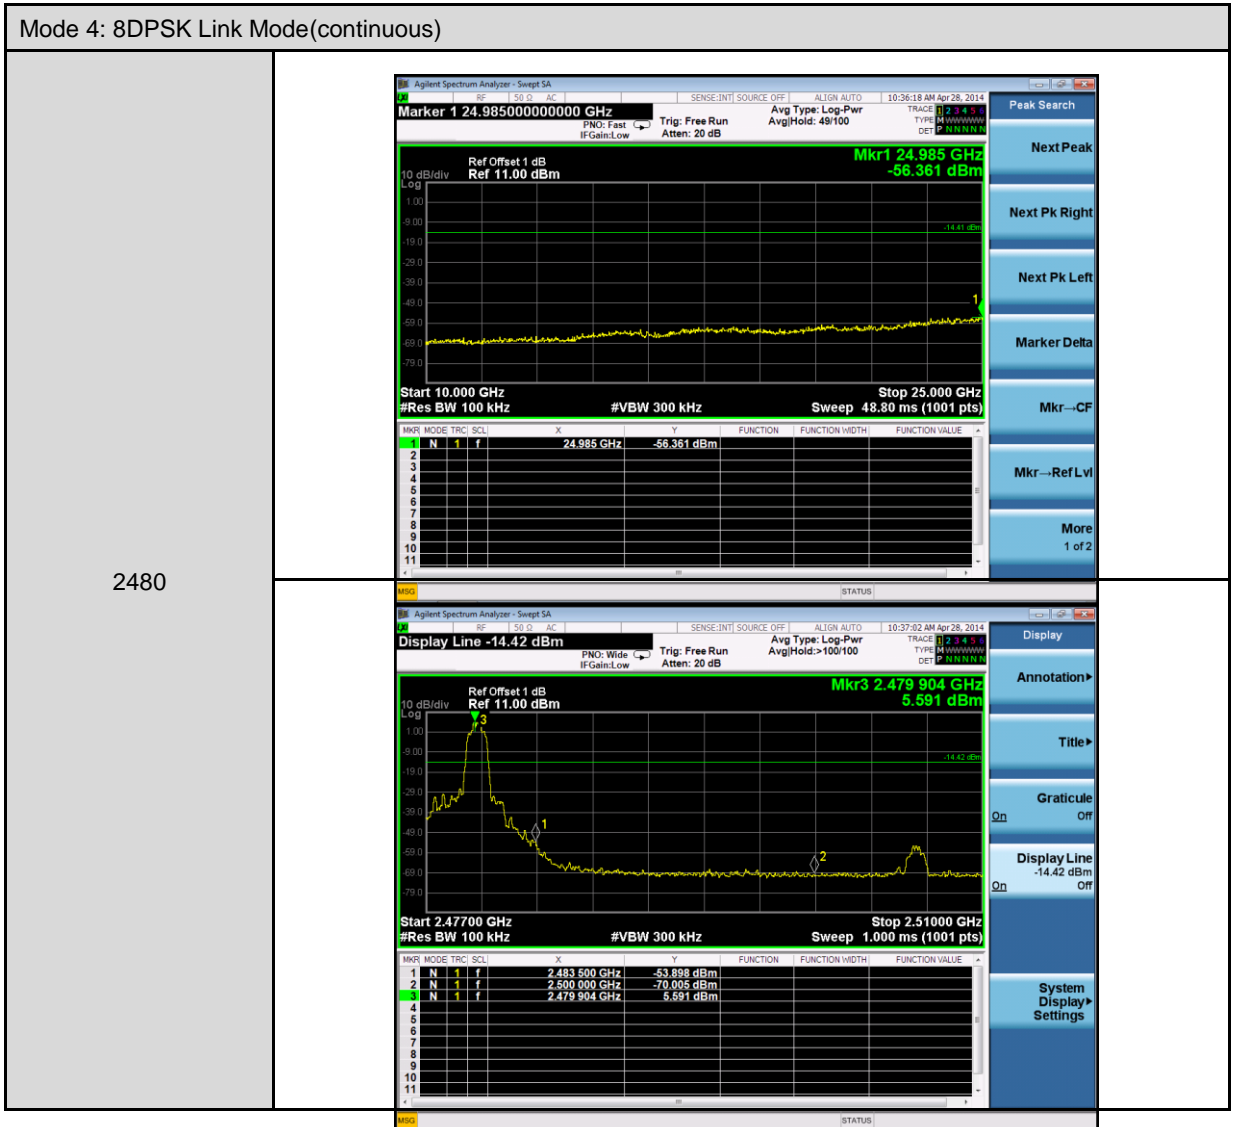 Mode 4: 8DPSK Link Mode(continuous)
2480
Agilent Spectrum Analyzer - Swept SA
RF 50 Ω AC SENSE:INT SOURCE OFF ALIGN AUTO 10:36:18 AM Apr 28, 2014
Marker 1 24.985000000000 GHz
PNO: Fast
IFGain:Low
Trig: Free Run
Atten: 20 dB
Avg Type: Log-Pwr
Avg|Hold: 49/100
TRACE 1 2 3 4 5 6
TYPE M WWWWW
DET P N N N N N
Mkr1 24.985 GHz
-56.361 dBm
Ref Offset 1 dB
10 dB/div Ref 11.00 dBm
Log
1.00
-9.00
-14.41 dBm
-19.0
-29.0
-39.0
-49.0
1
-59.0
-69.0
-79.0
Start 10.000 GHz Stop 25.000 GHz
#Res BW 100 kHz #VBW 300 kHz Sweep 48.80 ms (1001 pts)
MKR MODE TRC SCL X Y FUNCTION FUNCTION WIDTH FUNCTION VALUE
1 N 1 f 24.985 GHz -56.361 dBm
2
3
4
5
6
7
8
9
10
11
MSG STATUS
Peak Search
Next Peak
Next Pk Right
Next Pk Left
Marker Delta
Mkr→CF
Mkr→Ref Lvl
More
1 of 2
Agilent Spectrum Analyzer - Swept SA
RF 50 Ω AC SENSE:INT SOURCE OFF ALIGN AUTO 10:37:02 AM Apr 28, 2014
Display Line -14.42 dBm
PNO: Wide
IFGain:Low
Trig: Free Run
Atten: 20 dB
Avg Type: Log-Pwr
Avg|Hold:>100/100
TRACE 1 2 3 4 5 6
TYPE M WWWWW
DET P N N N N N
Mkr3 2.479 904 GHz
5.591 dBm
Ref Offset 1 dB
10 dB/div Ref 11.00 dBm
Log
3
1.00
-9.00
-14.42 dBm
-19.0
-29.0
-39.0
-49.0
1
-59.0
2
-69.0
-79.0
Start 2.47700 GHz Stop 2.51000 GHz
#Res BW 100 kHz #VBW 300 kHz Sweep 1.000 ms (1001 pts)
MKR MODE TRC SCL X Y FUNCTION FUNCTION WIDTH FUNCTION VALUE
1 N 1 f 2.483 500 GHz -53.898 dBm
2 N 1 f 2.500 000 GHz -70.005 dBm
3 N 1 f 2.479 904 GHz 5.591 dBm
4
5
6
7
8
9
10
11
MSG STATUS
Display
Annotation
Title
Graticule
On Off
Display Line
-14.42 dBm
On Off
System
Display
Settings